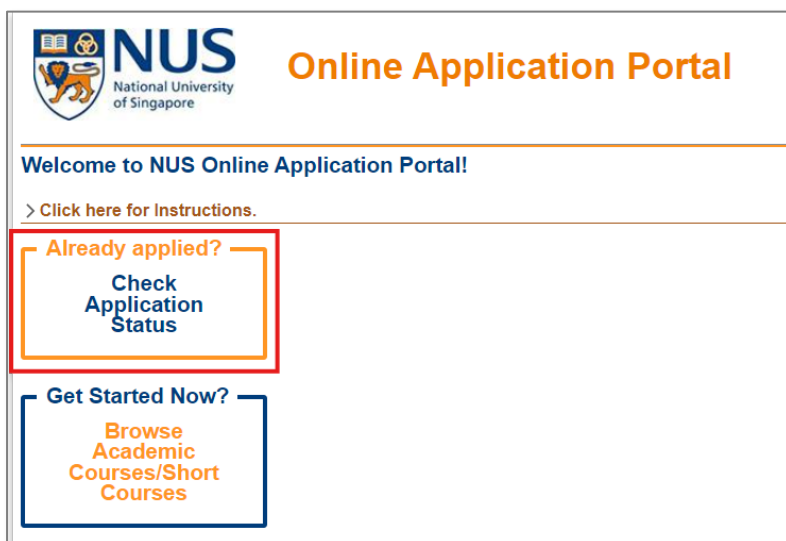 NUS
National University
of Singapore
Online Application Portal
Welcome to NUS Online Application Portal!
> Click here for Instructions.
Already applied?
Check
Application
Status
Get Started Now?
Browse
Academic
Courses/Short
Courses